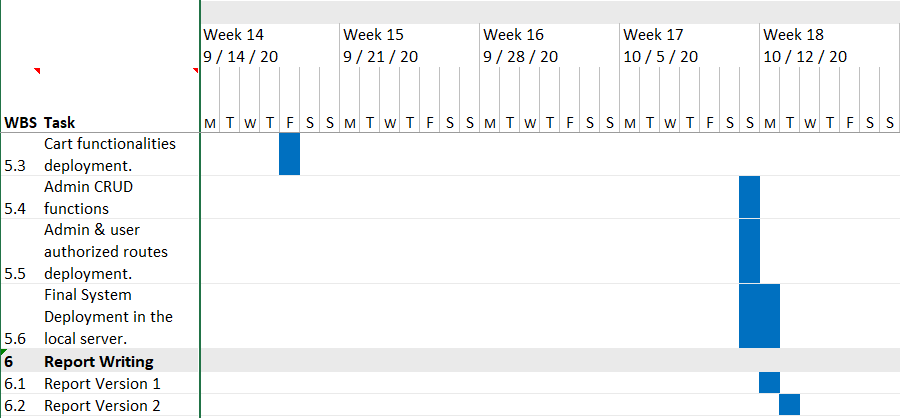 Week 14 Week 15 Week 16 Week 17 Week 18
9 / 14 / 20 9 / 21 / 20 9 / 28 / 20 10 / 5 / 20 10 / 12 / 20
WBS Task M T W T F S S M T W T F S S M T W T F S S M T W T F S S M T W T F S S
Cart functionalities
5.3 deployment.
Admin CRUD
5.4 functions
Admin & user
authorized routes
5.5 deployment.
Final System
Deployment in the
5.6 local server.
6 Report Writing
6.1 Report Version 1
6.2 Report Version 2